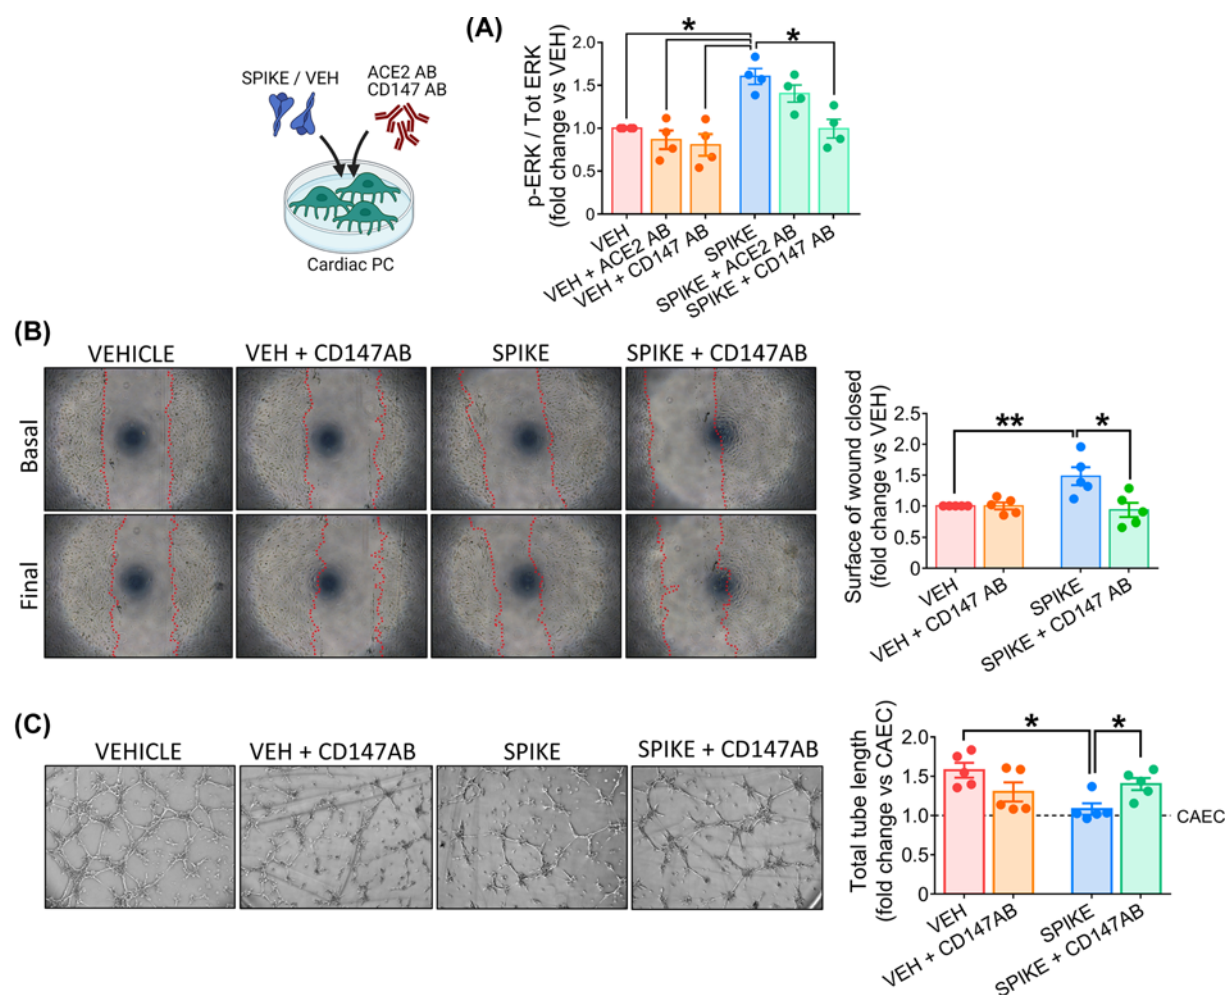 (A)
SPIKE / VEH
ACE2 AB
CD147 AB
Cardiac PC
p-ERK / Tot ERK
(fold change vs VEH)
2.0
1.5
1.0
0.5
0
*
*
VEH
VEH + ACE2 AB
VEH + CD147 AB
SPIKE
SPIKE + ACE2 AB
SPIKE + CD147 AB
(B)
VEHICLE
VEH + CD147AB
SPIKE
SPIKE + CD147AB
Basal
Final
Surface of wound closed
(fold change vs VEH)
2.5
2.0
1.5
1.0
0.5
0
**
*
VEH
VEH + CD147 AB
SPIKE
SPIKE + CD147 AB
(C)
VEHICLE
VEH + CD147AB
SPIKE
SPIKE + CD147AB
Total tube length
(fold change vs CAEC)
2.0
1.5
1.0
0.5
0
*
*
CAEC
VEH
VEH + CD147AB
SPIKE
SPIKE + CD147AB